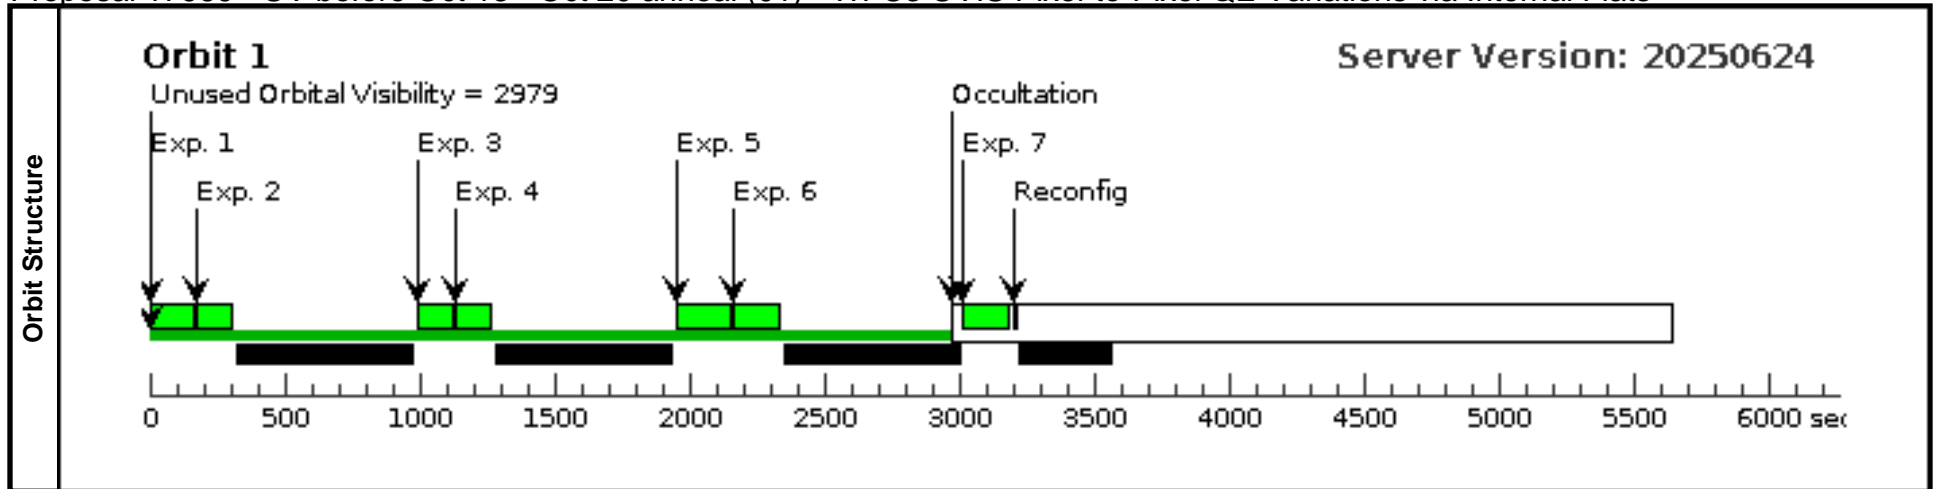 Orbit Structure
Orbit 1
Server Version: 20250624
Unused Orbital Visibility = 2979
Occultation
Exp. 1
Exp. 3
Exp. 5
Exp. 7
Exp. 2
Exp. 4
Exp. 6
Reconfig
0 500 1000 1500 2000 2500 3000 3500 4000 4500 5000 5500 6000 sec